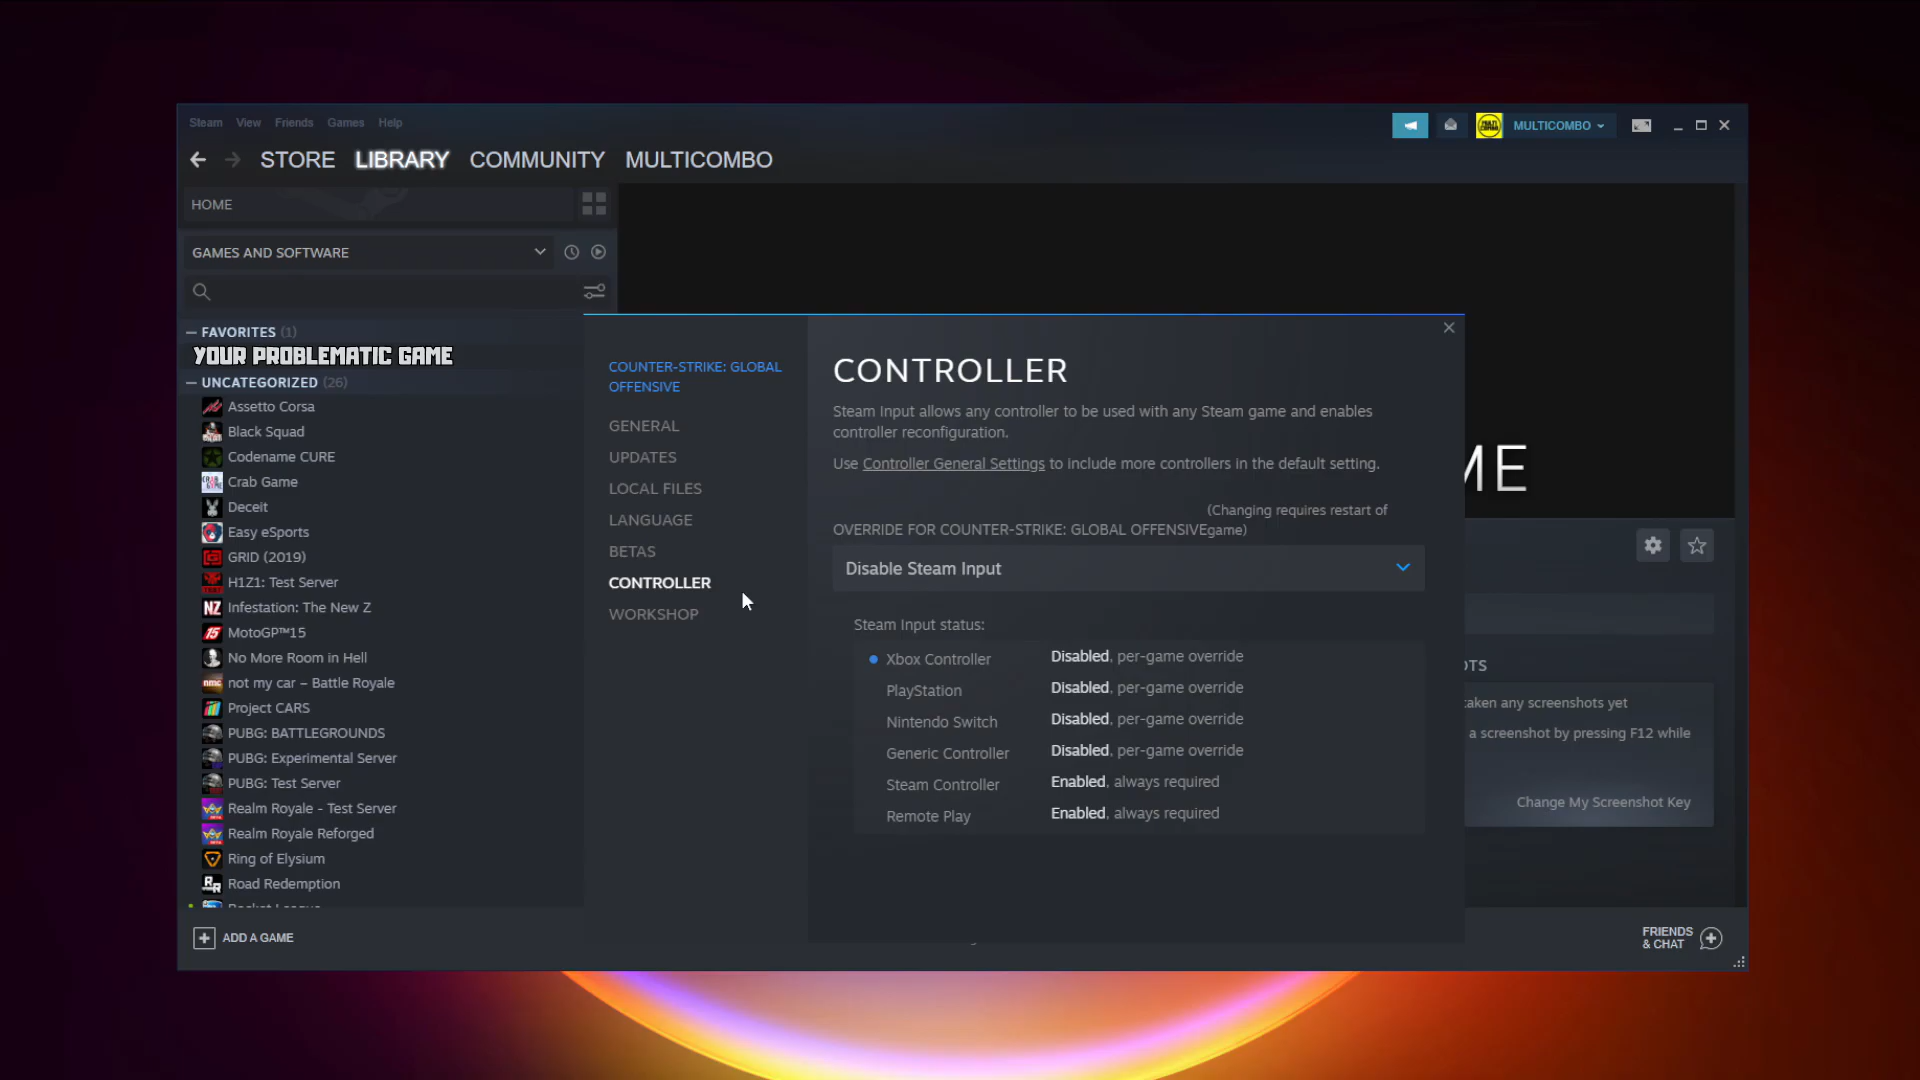 Steam View Friends Games Help
MULTICOMBO
STORE LIBRARY COMMUNITY MULTICOMBO
HOME
GAMES AND SOFTWARE
FAVORITES (1)
YOUR PROBLEMATIC GAME
UNCATEGORIZED (26)
Assetto Corsa
Black Squad
Codename CURE
Crab Game
Deceit
Easy eSports
GRID (2019)
H1Z1: Test Server
Infestation: The New Z
MotoGP™15
No More Room in Hell
not my car – Battle Royale
Project CARS
PUBG: BATTLEGROUNDS
PUBG: Experimental Server
PUBG: Test Server
Realm Royale - Test Server
Realm Royale Reforged
Ring of Elysium
Road Redemption
Rocket League
ADD A GAME
COUNTER-STRIKE: GLOBAL
OFFENSIVE
GENERAL
UPDATES
LOCAL FILES
LANGUAGE
BETAS
CONTROLLER
WORKSHOP
CONTROLLER
Steam Input allows any controller to be used with any Steam game and enables
controller reconfiguration.
Use Controller General Settings to include more controllers in the default setting.
(Changing requires restart of
OVERRIDE FOR COUNTER-STRIKE: GLOBAL OFFENSIVEgame)
Disable Steam Input
Steam Input status:
Xbox Controller Disabled, per-game override
PlayStation Disabled, per-game override
Nintendo Switch Disabled, per-game override
Generic Controller Disabled, per-game override
Steam Controller Enabled, always required
Remote Play Enabled, always required
ME
OTS
taken any screenshots yet
a screenshot by pressing F12 while
Change My Screenshot Key
FRIENDS
& CHAT